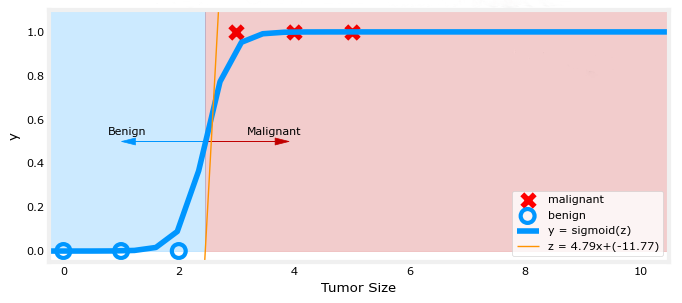 1.0
0.8
0.6
0.4
0.2
0.0
y
Benign
Malignant
malignant
benign
y = sigmoid(z)
z = 4.79x+(-11.77)
0 2 4 6 8 10
Tumor Size